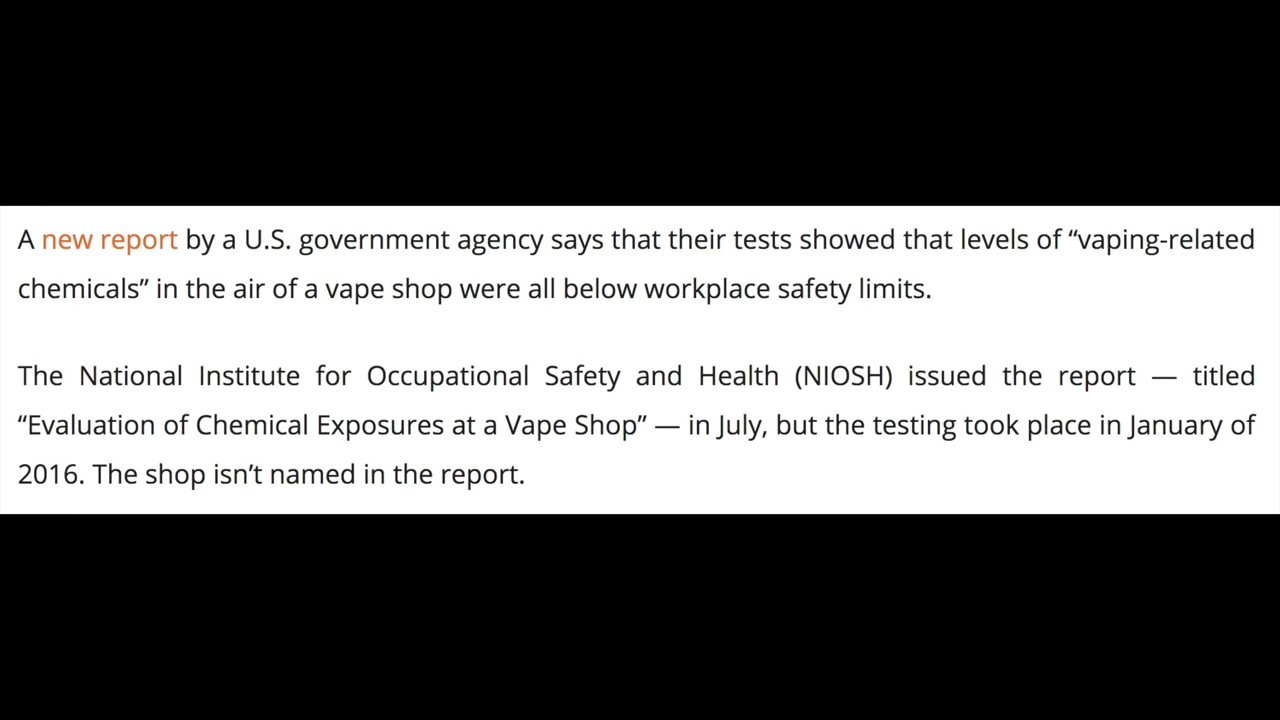 A new report by a U.S. government agency says that their tests showed that levels of “vaping-related
chemicals” in the air of a vape shop were all below workplace safety limits.
The National Institute for Occupational Safety and Health (NIOSH) issued the report — titled
“Evaluation of Chemical Exposures at a Vape Shop” — in July, but the testing took place in January of
2016. The shop isn’t named in the report.